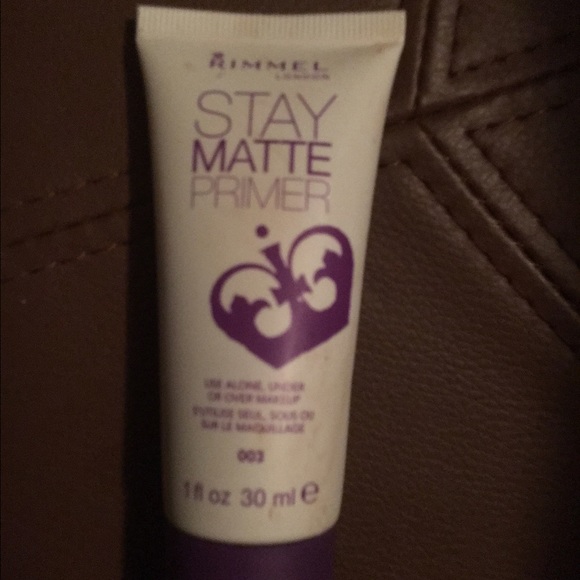 RIMMEL
LONDON
STAY
MATTE
PRIMER
USE ALONE, UNDER
OR OVER MAKEUP
S'UTILISE SEUL, SOUS OU
SUR LE MAQUILLAGE
003
1 fl oz 30 ml e